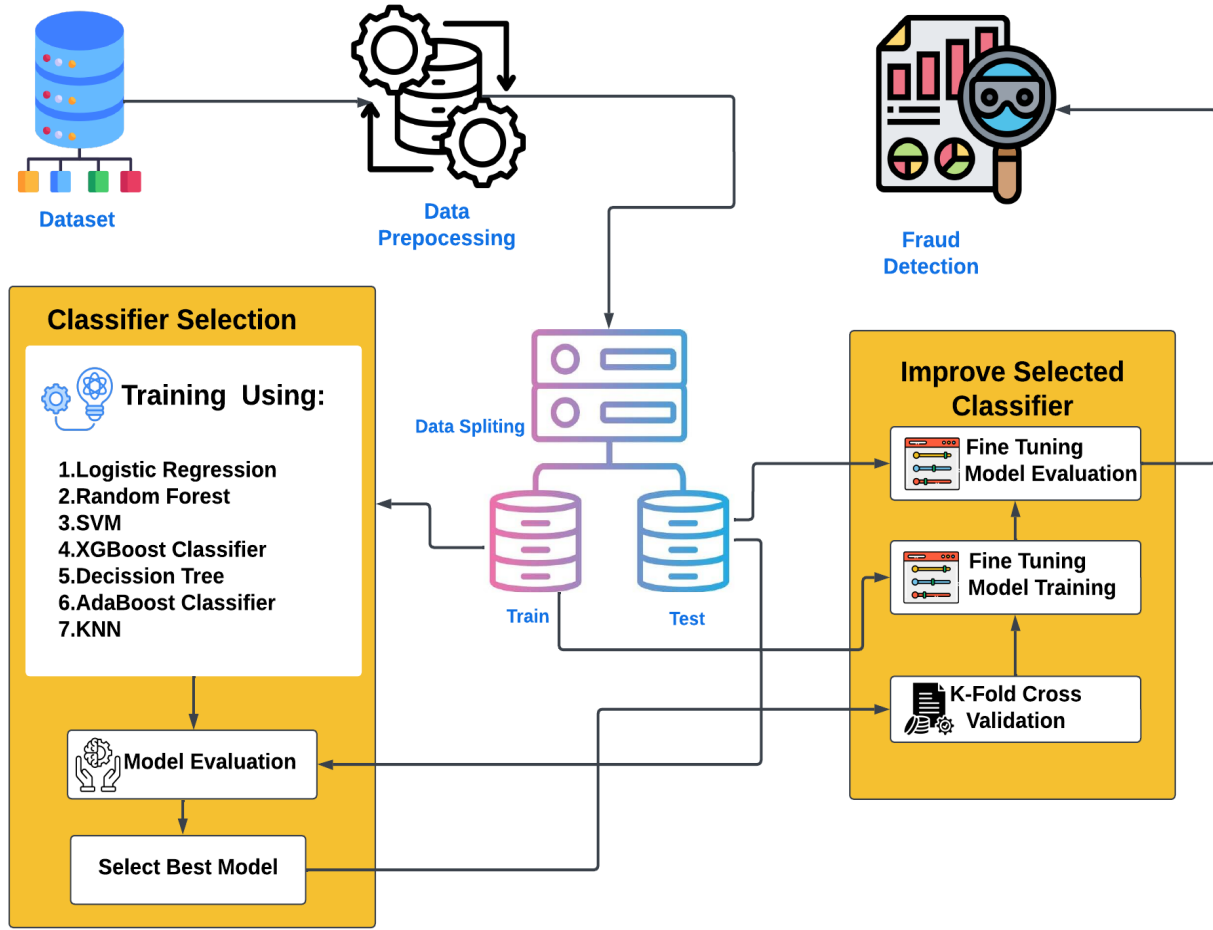 Dataset
Data
Prepocessing
Fraud
Detection
Classifier Selection
Training Using:
1.Logistic Regression
2.Random Forest
3.SVM
4.XGBoost Classifier
5.Decission Tree
6.AdaBoost Classifier
7.KNN
Model Evaluation
Select Best Model
Data Spliting
Train
Test
Improve Selected
Classifier
Fine Tuning
Model Evaluation
Fine Tuning
Model Training
K-Fold Cross
Validation